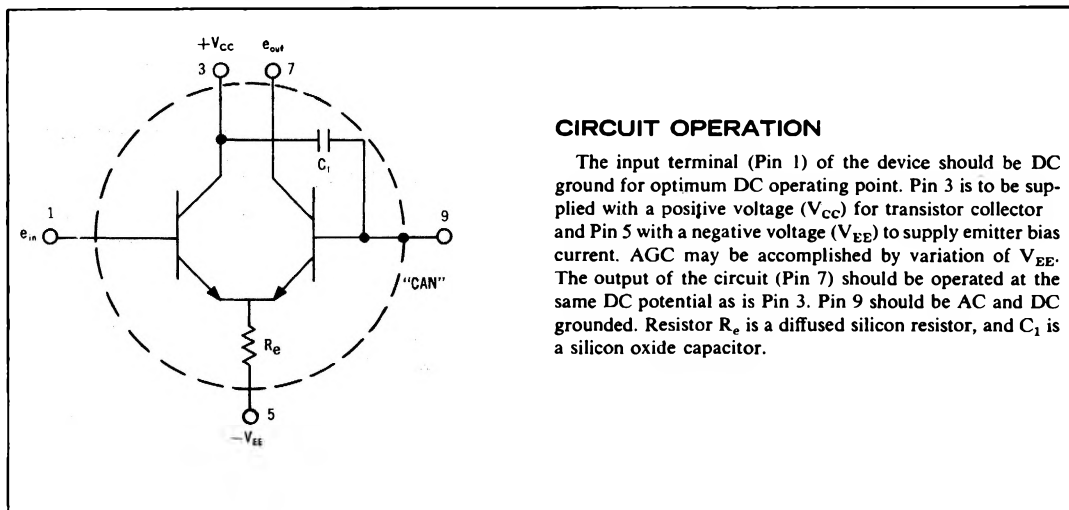 +VCC eout
3 7
C1
1
ein
9
"CAN"
Re
5
−VEE
CIRCUIT OPERATION
The input terminal (Pin 1) of the device should be DC
ground for optimum DC operating point. Pin 3 is to be sup-
plied with a positive voltage (VCC) for transistor collector
and Pin 5 with a negative voltage (VEE) to supply emitter bias
current. AGC may be accomplished by variation of VEE.
The output of the circuit (Pin 7) should be operated at the
same DC potential as is Pin 3. Pin 9 should be AC and DC
grounded. Resistor Re is a diffused silicon resistor, and C1 is
a silicon oxide capacitor.